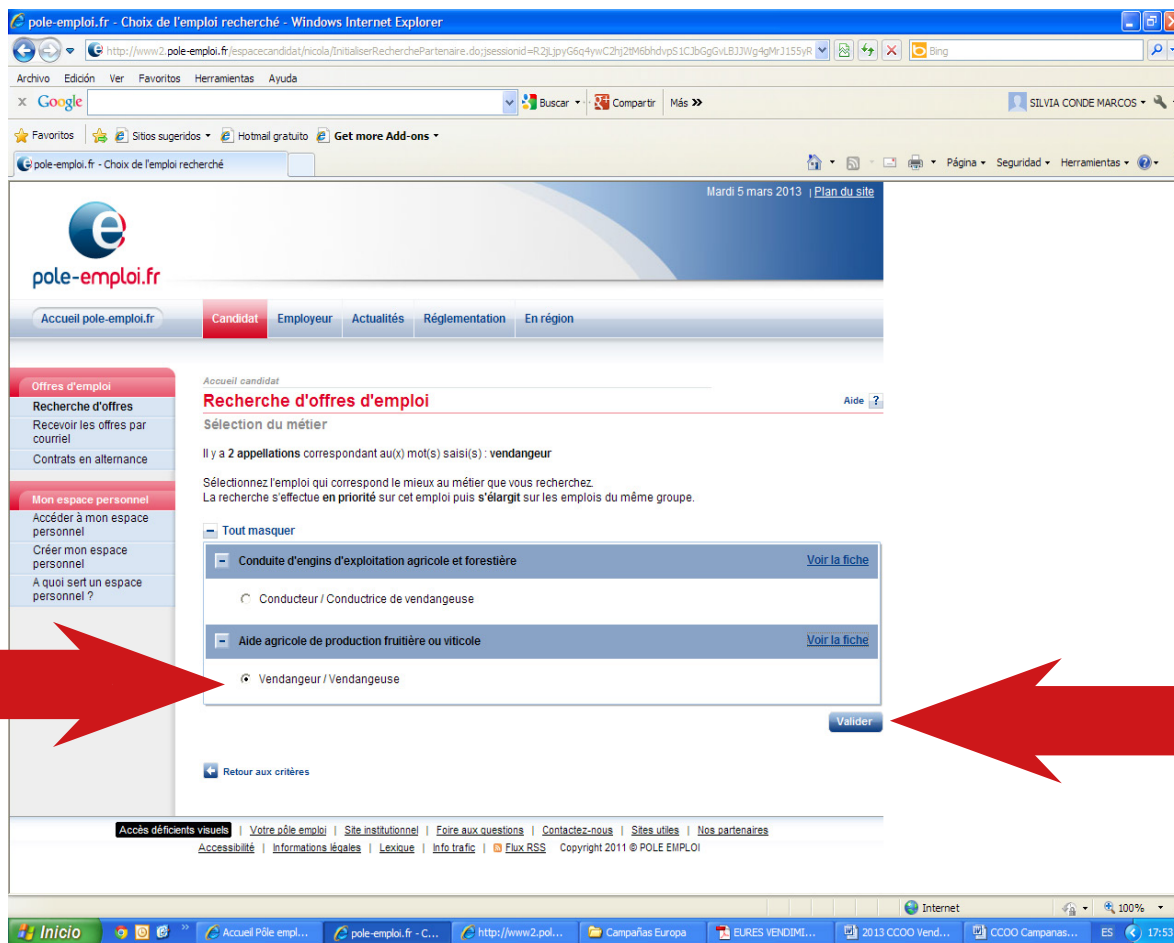 pole-emploi.fr - Choix de l'emploi recherché - Windows Internet Explorer
http://www2.pole-emploi.fr/espacecandidat/nicola/InitialiserRecherchePartenaire.do;jsessionid=
Bing
Archivo Edición Ver Favoritos Herramientas Ayuda
x Google Buscar Compartir Más » SILVIA CONDE MARCOS
Favoritos Sitios sugeridos Hotmail gratuito Get more Add-ons
pole-emploi.fr - Choix de l'emploi recherché Página Seguridad Herramientas
Mardi 5 mars 2013 | Plan du site
pole-emploi.fr
Accueil pole-emploi.fr Candidat Employeur Actualités Réglementation En région
Offres d'emploi
Recherche d'offres
Recevoir les offres par
courriel
Contrats en alternance
Mon espace personnel
Accéder à mon espace
personnel
Créer mon espace
personnel
A quoi sert un espace
personnel ?
Accueil candidat
Recherche d'offres d'emploi Aide ?
Sélection du métier
Il y a 2 appellations correspondant au(x) mot(s) saisi(s) : vendangeur
Sélectionnez l'emploi qui correspond le mieux au métier que vous recherchez.
La recherche s'effectue en priorité sur cet emploi puis s'élargit sur les emplois du même groupe.
Tout masquer
Conduite d'engins d'exploitation agricole et forestière Voir la fiche
Conducteur / Conductrice de vendangeuse
Aide agricole de production fruitière ou viticole Voir la fiche
Vendangeur / Vendangeuse
Valider
Retour aux critères
Accès déficients visuels | Votre pôle emploi | Site institutionnel | Foire aux questions | Contactez-nous | Sites utiles | Nos partenaires
Accessibilité | Informations légales | Lexique | Info trafic | Flux RSS Copyright 2011 © POLE EMPLOI
Internet 100%
Inicio Accueil Pôle empl... pole-emploi.fr - C... http://www2.pol... Campañas Europa EURES VENDIMI... 2013 CCOO Vend... CCOO Campanas... ES 17:53